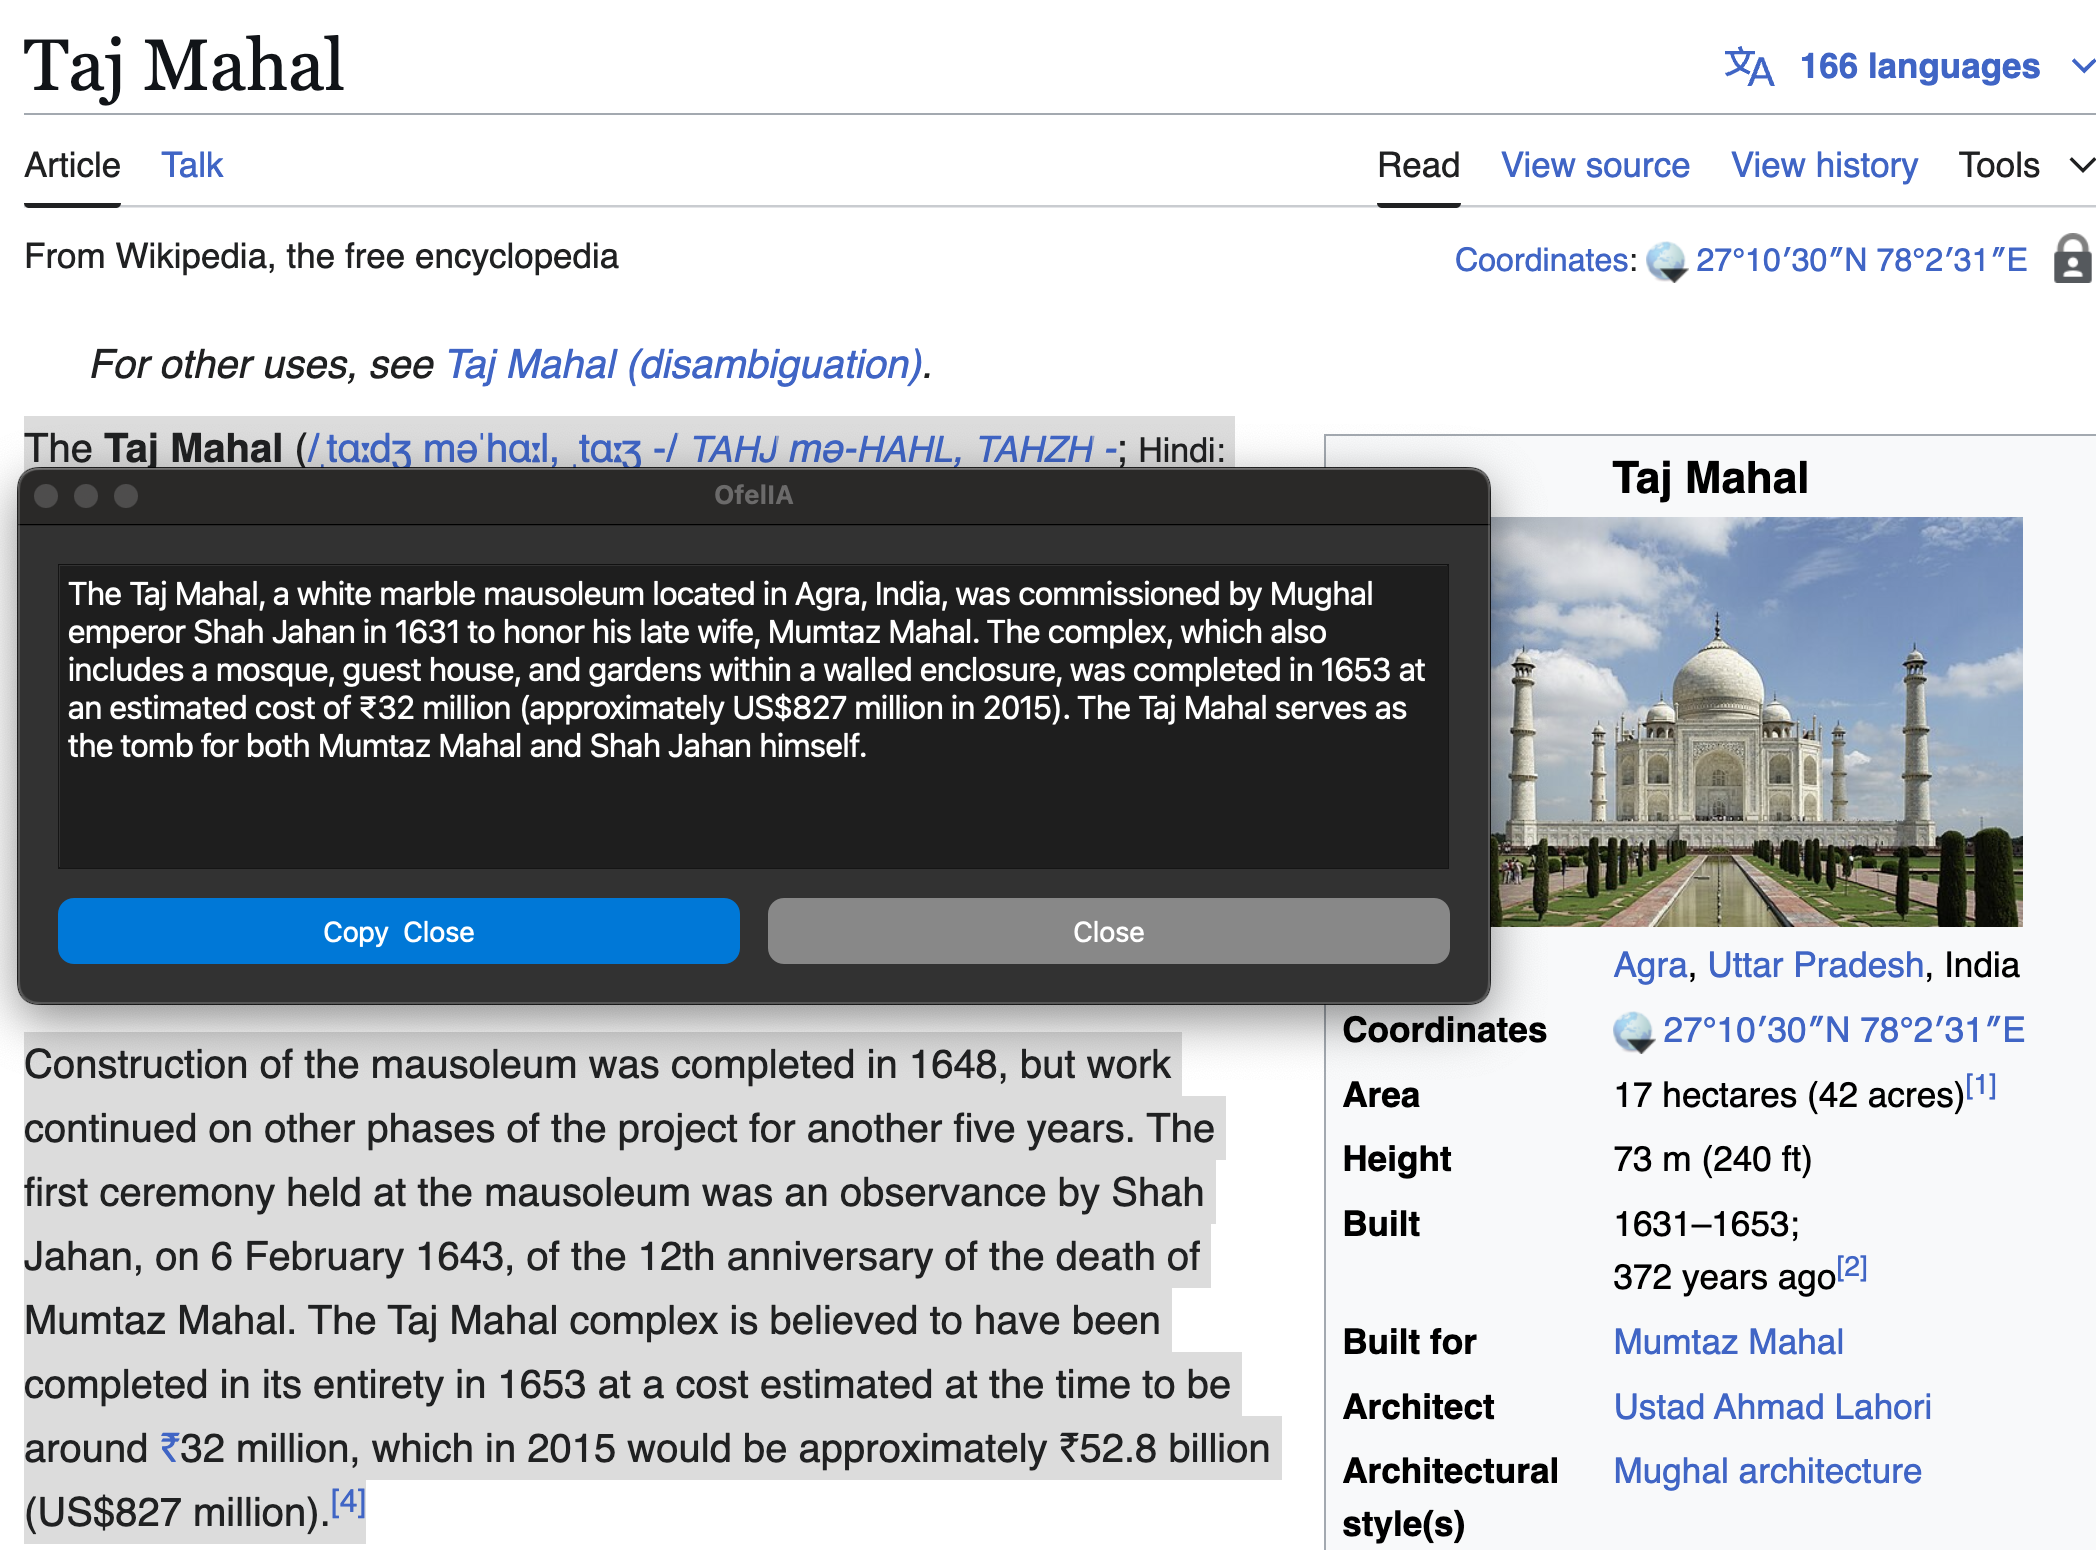 Taj Mahal
166 languages
Article Talk
Read View source View history Tools
From Wikipedia, the free encyclopedia
Coordinates: 27°10′30″N 78°2′31″E
For other uses, see Taj Mahal (disambiguation).
The Taj Mahal (/ˌtɑːdʒ məˈhɑːl, ˌtɑːʒ -/ TAHJ mə-HAHL, TAHZH -; Hindi:
OfelIA
The Taj Mahal, a white marble mausoleum located in Agra, India, was commissioned by Mughal
emperor Shah Jahan in 1631 to honor his late wife, Mumtaz Mahal. The complex, which also
includes a mosque, guest house, and gardens within a walled enclosure, was completed in 1653 at
an estimated cost of ₹32 million (approximately US$827 million in 2015). The Taj Mahal serves as
the tomb for both Mumtaz Mahal and Shah Jahan himself.
Copy Close
Close
Construction of the mausoleum was completed in 1648, but work
continued on other phases of the project for another five years. The
first ceremony held at the mausoleum was an observance by Shah
Jahan, on 6 February 1643, of the 12th anniversary of the death of
Mumtaz Mahal. The Taj Mahal complex is believed to have been
completed in its entirety in 1653 at a cost estimated at the time to be
around ₹32 million, which in 2015 would be approximately ₹52.8 billion
(US$827 million).[4]
Taj Mahal
Agra, Uttar Pradesh, India
Coordinates 27°10′30″N 78°2′31″E
Area 17 hectares (42 acres)[1]
Height 73 m (240 ft)
Built 1631–1653;
372 years ago[2]
Built for Mumtaz Mahal
Architect Ustad Ahmad Lahori
Architectural Mughal architecture
style(s)